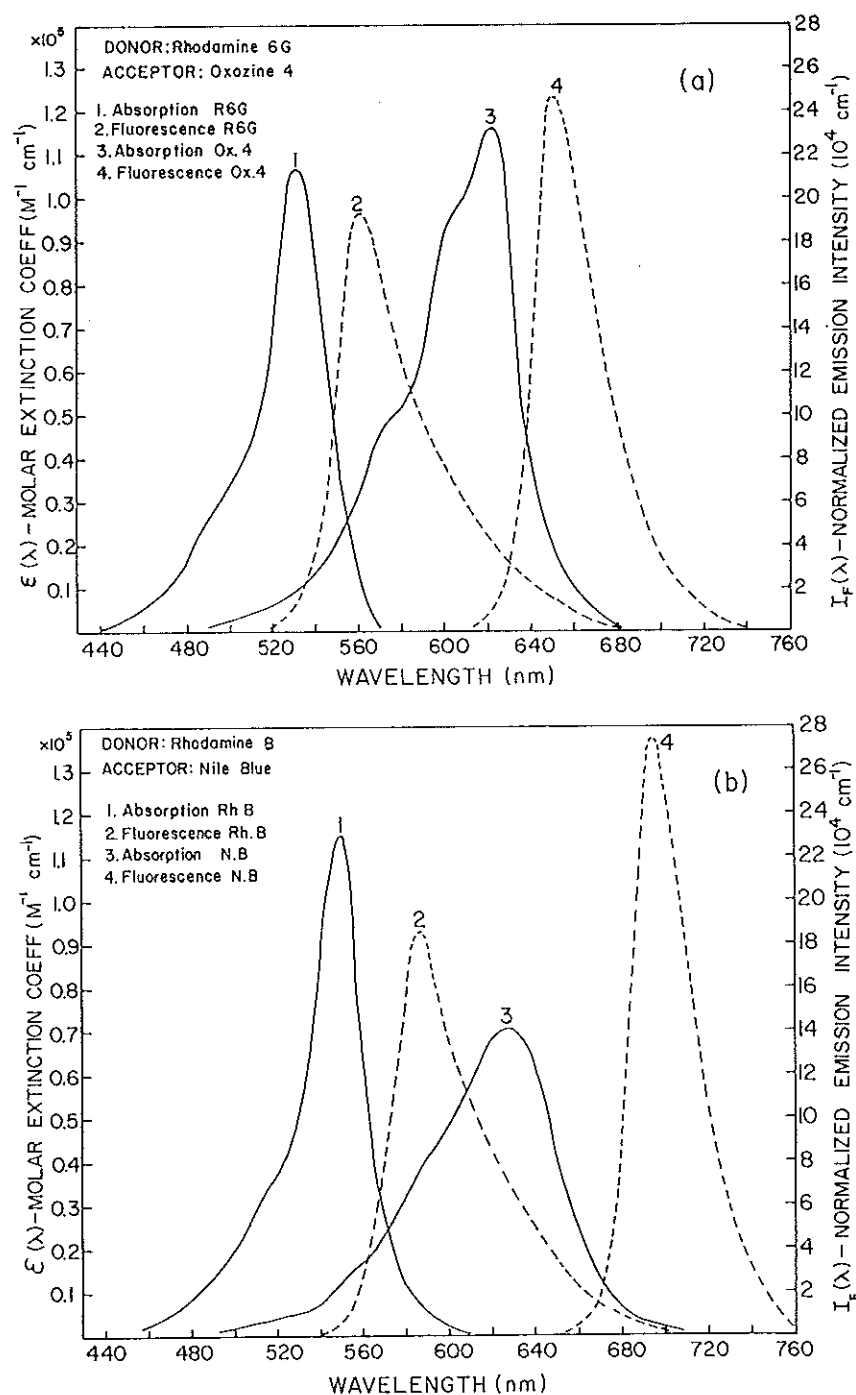 ×10⁵
DONOR: Rhodamine 6G
ACCEPTOR: Oxozine 4
1. Absorption R6G
2. Fluorescence R6G
3. Absorption Ox.4
4. Fluorescence Ox.4
(a)
1
2
3
4
1.3
1.2
1.1
1.0
0.9
0.8
0.7
0.6
0.5
0.4
0.3
0.2
0.1
ε(λ)-MOLAR EXTINCTION COEFF (M⁻¹ cm⁻¹)
28
26
24
22
20
18
16
14
12
10
8
6
4
2
I_F(λ)-NORMALIZED EMISSION INTENSITY (10⁴ cm⁻¹)
440 480 520 560 600 640 680 720 760
WAVELENGTH (nm)
×10⁵
DONOR: Rhodamine B
ACCEPTOR: Nile Blue
1. Absorption Rh.B
2. Fluorescence Rh.B
3. Absorption N.B
4. Fluorescence N.B
(b)
1
2
3
4
1.3
1.2
1.1
1.0
0.9
0.8
0.7
0.6
0.5
0.4
0.3
0.2
0.1
ε(λ)-MOLAR EXTINCTION COEFF (M⁻¹ cm⁻¹)
28
26
24
22
20
18
16
14
12
10
8
6
4
2
I_F(λ)-NORMALIZED EMISSION INTENSITY (10⁴ cm⁻¹)
440 480 520 560 600 640 680 720 760
WAVELENGTH (nm)